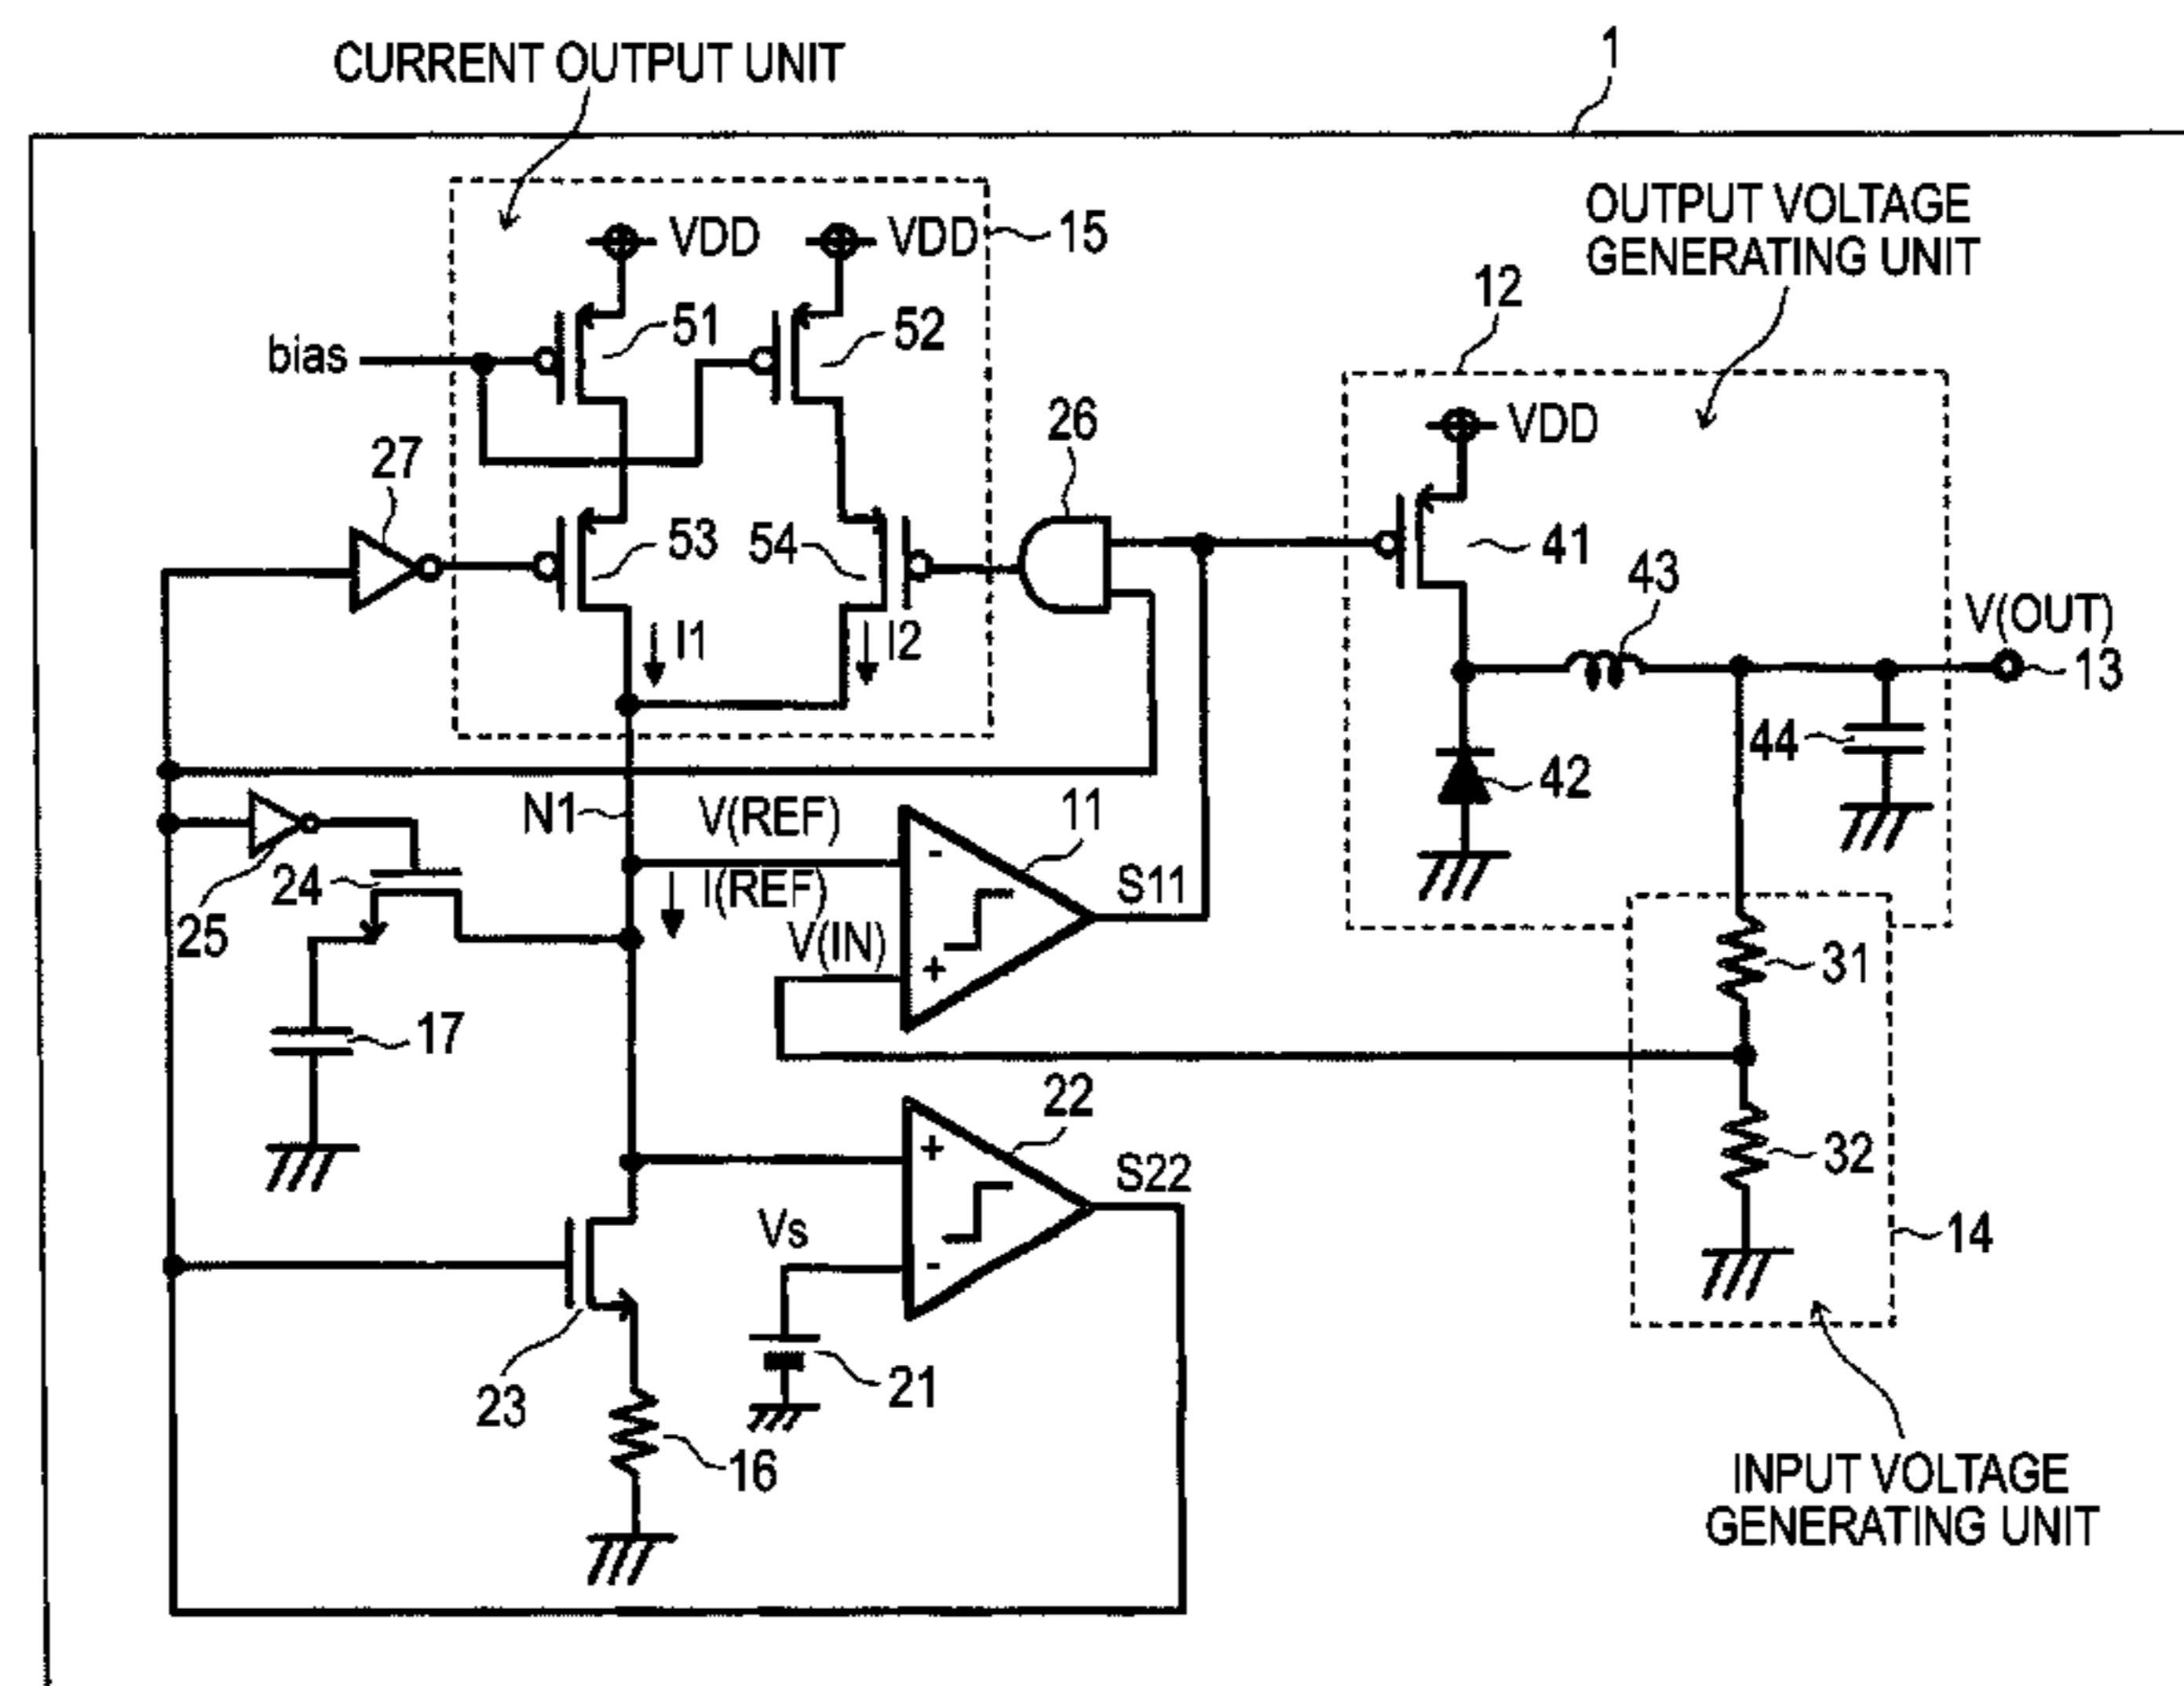 1
CURRENT OUTPUT UNIT
OUTPUT VOLTAGE
GENERATING UNIT
VDD
VDD
15
12
51
52
bias
VDD
26
27
53
54
41
43
I1
I2
V(OUT)
13
44
42
N1
V(REF)
11
24
I(REF)
S11
25
V(IN)
-
+
31
17
22
+
S22
32
Vs
-
14
23
21
16
INPUT VOLTAGE
GENERATING UNIT